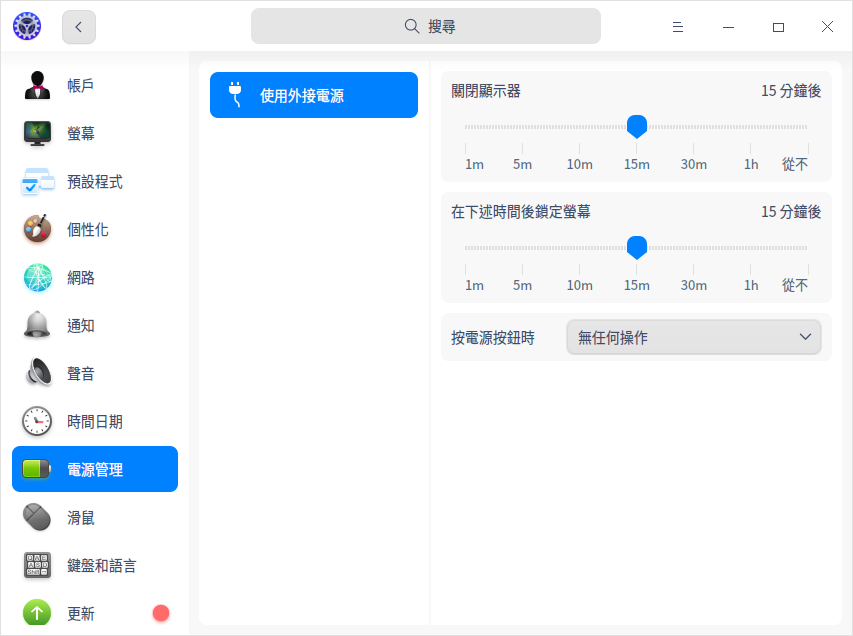 搜尋
帳戶
螢幕
預設程式
個性化
網路
通知
聲音
時間日期
電源管理
滑鼠
鍵盤和語言
更新
使用外接電源
關閉顯示器 15 分鐘後
1m 5m 10m 15m 30m 1h 從不
在下述時間後鎖定螢幕 15 分鐘後
1m 5m 10m 15m 30m 1h 從不
按電源按鈕時 無任何操作